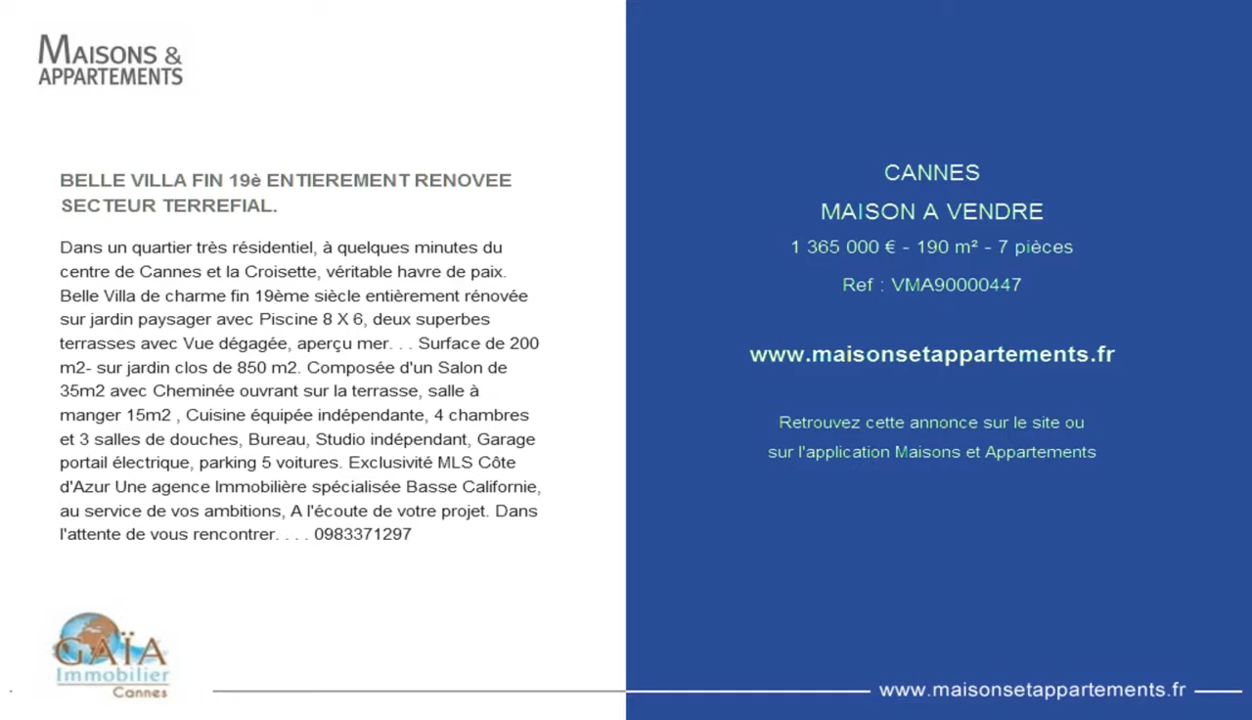 MAISONS &
APPARTEMENTS
BELLE VILLA FIN 19è ENTIEREMENT RENOVEE
SECTEUR TERREFIAL.
Dans un quartier très résidentiel, à quelques minutes du
centre de Cannes et la Croisette, véritable havre de paix.
Belle Villa de charme fin 19ème siècle entièrement rénovée
sur jardin paysager avec Piscine 8 X 6, deux superbes
terrasses avec Vue dégagée, aperçu mer. . . Surface de 200
m2- sur jardin clos de 850 m2. Composée d'un Salon de
35m2 avec Cheminée ouvrant sur la terrasse, salle à
manger 15m2 , Cuisine équipée indépendante, 4 chambres
et 3 salles de douches, Bureau, Studio indépendant, Garage
portail électrique, parking 5 voitures. Exclusivité MLS Côte
d'Azur Une agence Immobilière spécialisée Basse Californie,
au service de vos ambitions, A l'écoute de votre projet. Dans
l'attente de vous rencontrer. . . . 0983371297
GAÏA
Immobilier
Cannes
CANNES
MAISON A VENDRE
1 365 000 € - 190 m² - 7 pièces
Ref : VMA90000447
www.maisonsetappartements.fr
Retrouvez cette annonce sur le site ou
sur l'application Maisons et Appartements
www.maisonsetappartements.fr